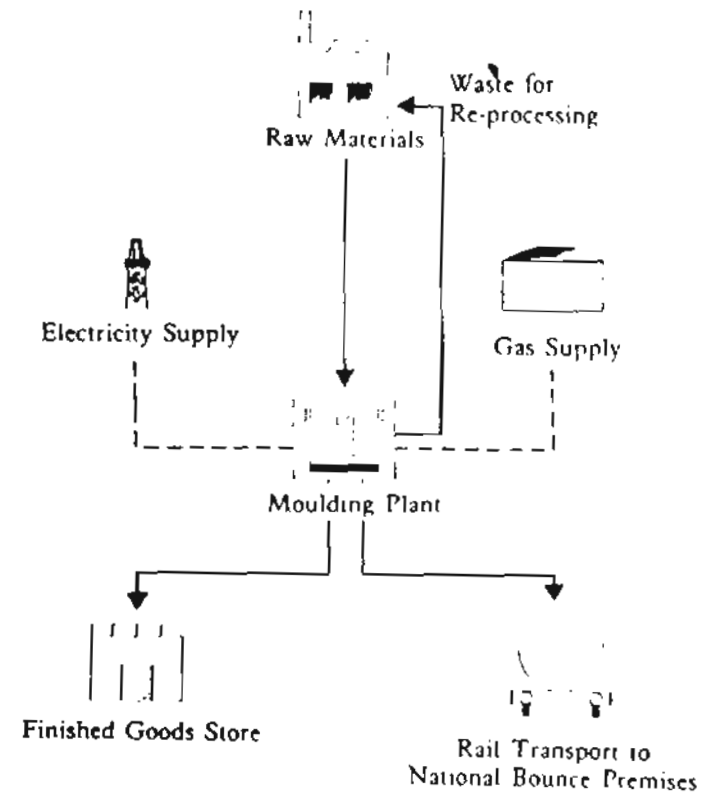 Waste for
Re-processing
Raw Materials
Electricity Supply
Gas Supply
Moulding Plant
Finished Goods Store
Rail Transport to
National Bounce Premises